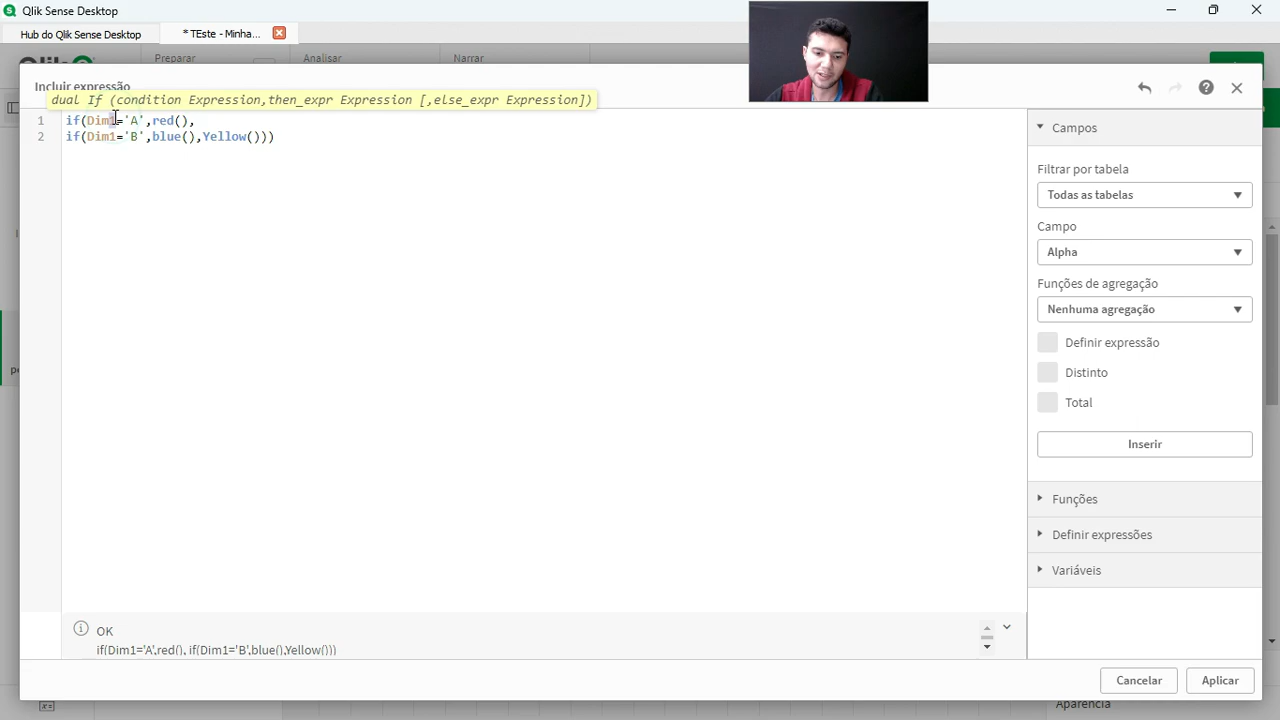 Qlik Sense Desktop
Hub do Qlik Sense Desktop
* TEste - Minha...
Preparar
Analisar
Narrar
Incluir expressão
dual If (condition Expression,then_expr Expression [,else_expr Expression])
1 if(Dim1='A',red(),
2 if(Dim1='B',blue(),Yellow()))
Campos
Filtrar por tabela
Todas as tabelas
Campo
Alpha
Funções de agregação
Nenhuma agregação
Definir expressão
Distinto
Total
Inserir
Funções
Definir expressões
Variáveis
OK
if(Dim1='A',red(), if(Dim1='B',blue(),Yellow()))
Cancelar
Aplicar
Aparência